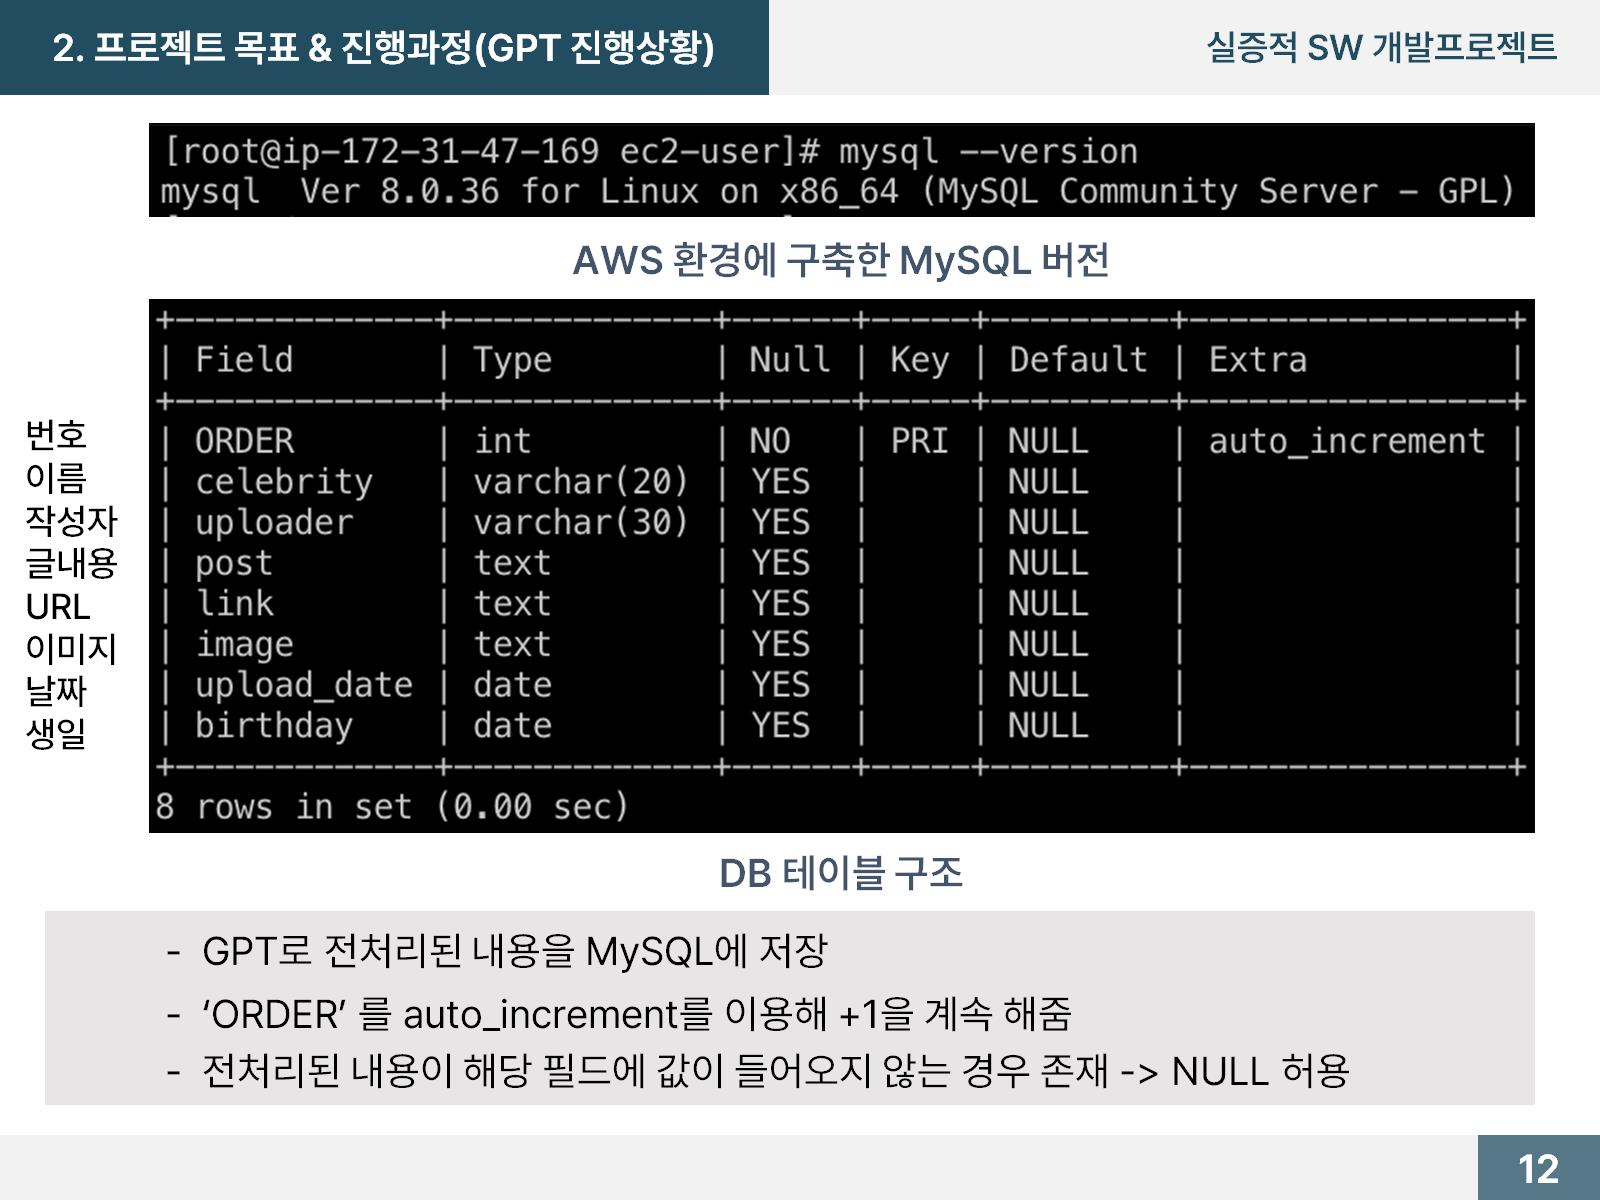 2. 프로젝트 목표 & 진행과정(GPT 진행상황)
실증적 SW 개발프로젝트
[root@ip-172-31-47-169 ec2-user]# mysql --version
mysql  Ver 8.0.36 for Linux on x86_64 (MySQL Community Server - GPL)
AWS 환경에 구축한 MySQL 버전
+-------------+-------------+------+-----+---------+----------------+
| Field       | Type        | Null | Key | Default | Extra          |
+-------------+-------------+------+-----+---------+----------------+
번호 | ORDER       | int         | NO   | PRI | NULL    | auto_increment |
이름 | celebrity   | varchar(20) | YES  |     | NULL    |                |
작성자 | uploader    | varchar(30) | YES  |     | NULL    |                |
글내용 | post        | text        | YES  |     | NULL    |                |
URL | link        | text        | YES  |     | NULL    |                |
이미지 | image       | text        | YES  |     | NULL    |                |
날짜 | upload_date | date        | YES  |     | NULL    |                |
생일 | birthday    | date        | YES  |     | NULL    |                |
+-------------+-------------+------+-----+---------+----------------+
8 rows in set (0.00 sec)
DB 테이블 구조
- GPT로 전처리된 내용을 MySQL에 저장
- ‘ORDER’ 를 auto_increment를 이용해 +1을 계속 해줌
- 전처리된 내용이 해당 필드에 값이 들어오지 않는 경우 존재 -> NULL 허용
12